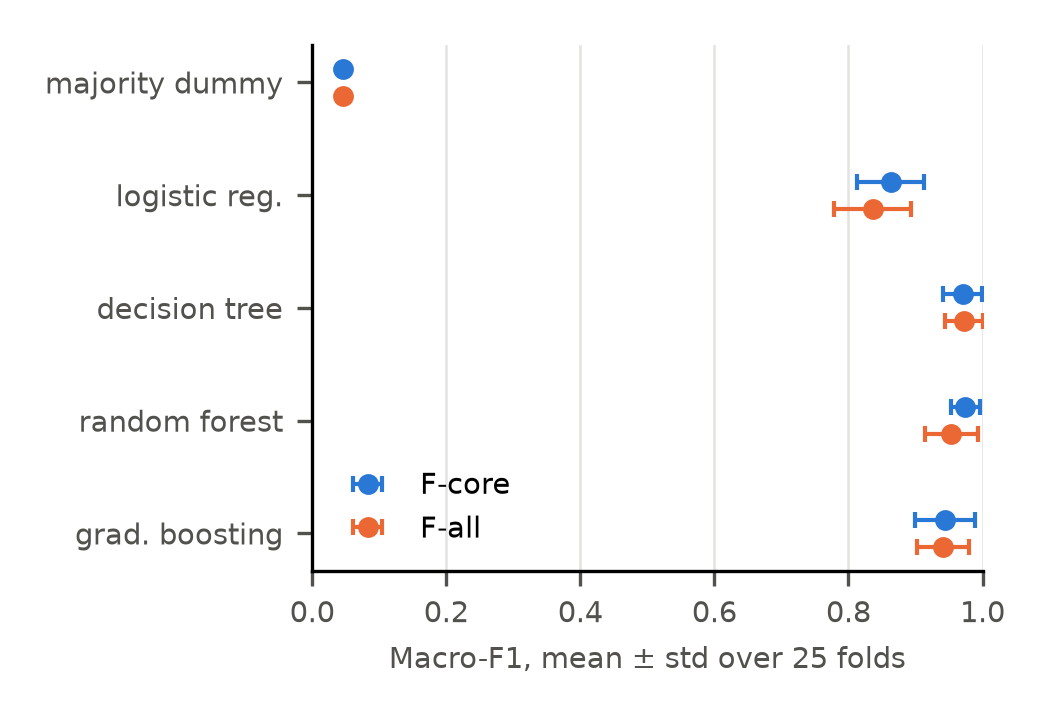 majority dummy
logistic reg.
decision tree
random forest
grad. boosting
F-core
F-all
0.0 0.2 0.4 0.6 0.8 1.0
Macro-F1, mean ± std over 25 folds